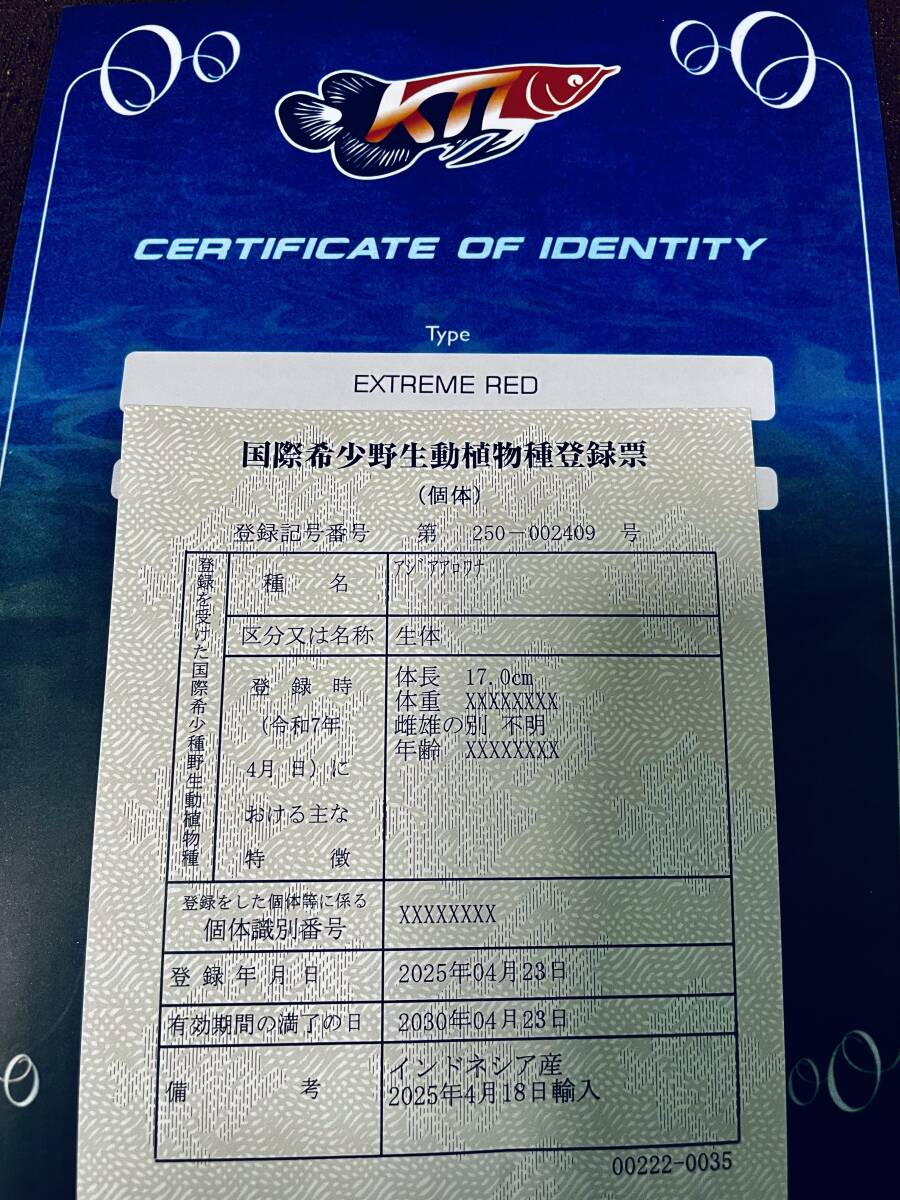 KTL
CERTIFICATE OF IDENTITY
Type
EXTREME RED
国際希少野生動植物種登録票
(個体)
登録記号番号 第 250-002409 号
登録を受けた国際希少種野生動植物種
種 名
ｱｼﾞｱｱﾛﾜﾅ
区分又は名称 生体
登 録 時
(令和7年
4月 日) に
おける主な
特 徴
体長 17.0cm
体重 XXXXXXXX
雌雄の別 不明
年齢 XXXXXXXX
登録をした個体等に係る
個体識別番号
XXXXXXXX
登 録 年 月 日 2025年04月23日
有効期間の満了の日 2030年04月23日
備 考
インドネシア産
2025年4月18日輸入
00222-0035